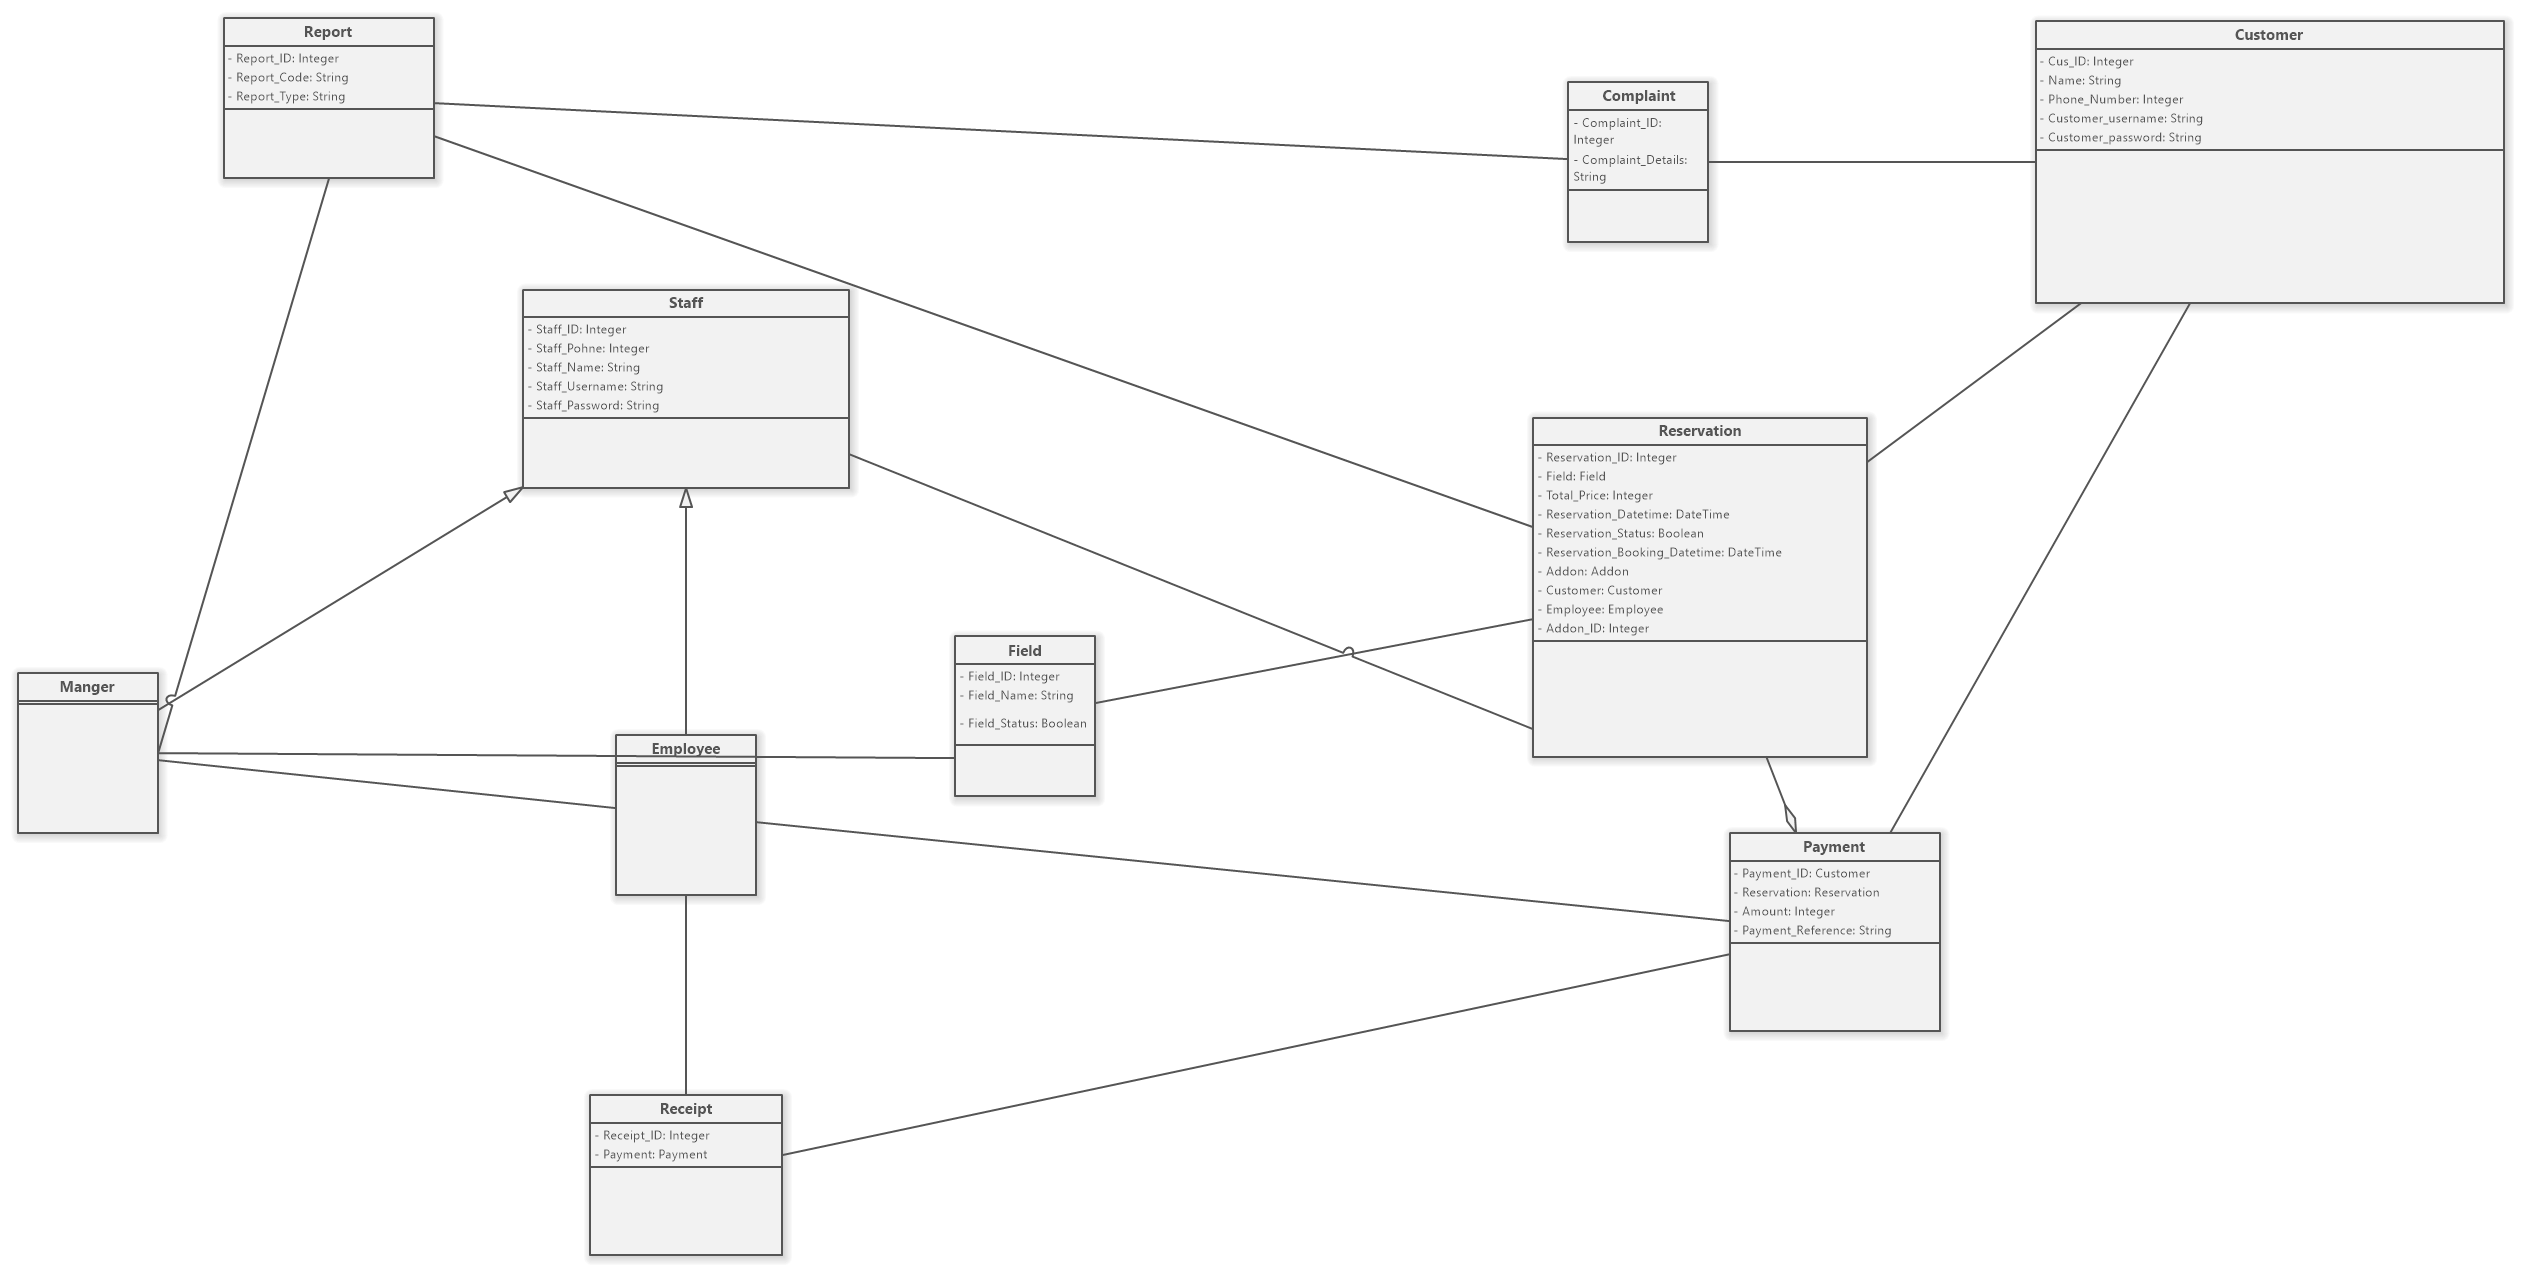 Report
- Report_ID: Integer
- Report_Code: String
- Report_Type: String
Customer
- Cus_ID: Integer
- Name: String
- Phone_Number: Integer
- Customer_username: String
- Customer_password: String
Complaint
- Complaint_ID:
Integer
- Complaint_Details:
String
Staff
- Staff_ID: Integer
- Staff_Pohne: Integer
- Staff_Name: String
- Staff_Username: String
- Staff_Password: String
Reservation
- Reservation_ID: Integer
- Field: Field
- Total_Price: Integer
- Reservation_Datetime: DateTime
- Reservation_Status: Boolean
- Reservation_Booking_Datetime: DateTime
- Addon: Addon
- Customer: Customer
- Employee: Employee
- Addon_ID: Integer
Field
- Field_ID: Integer
- Field_Name: String
- Field_Status: Boolean
Manger
Employee
Payment
- Payment_ID: Customer
- Reservation: Reservation
- Amount: Integer
- Payment_Reference: String
Receipt
- Receipt_ID: Integer
- Payment: Payment